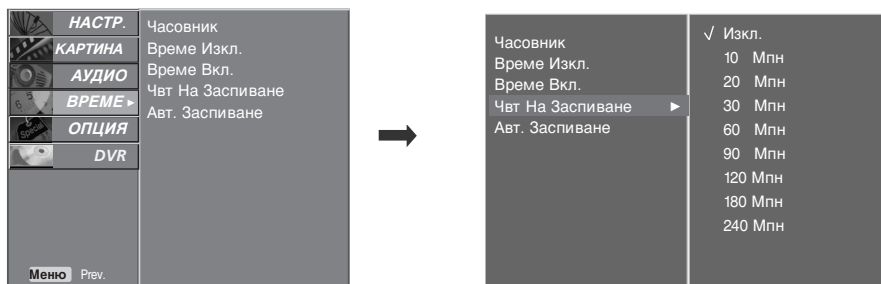 НАСТР.
КАРТИНА
АУДИО
ВРЕМЕ
ОПЦИЯ
DVR
Часовник
Време Изкл.
Време Вкл.
Чвт На Заспиване
Авт. Заспиване
Меню Prev.
Часовник
Време Изкл.
Време Вкл.
Чвт На Заспиване
Авт. Заспиване
√ Изкл.
10 Мпн
20 Мпн
30 Мпн
60 Мпн
90 Мпн
120 Мпн
180 Мпн
240 Мпн